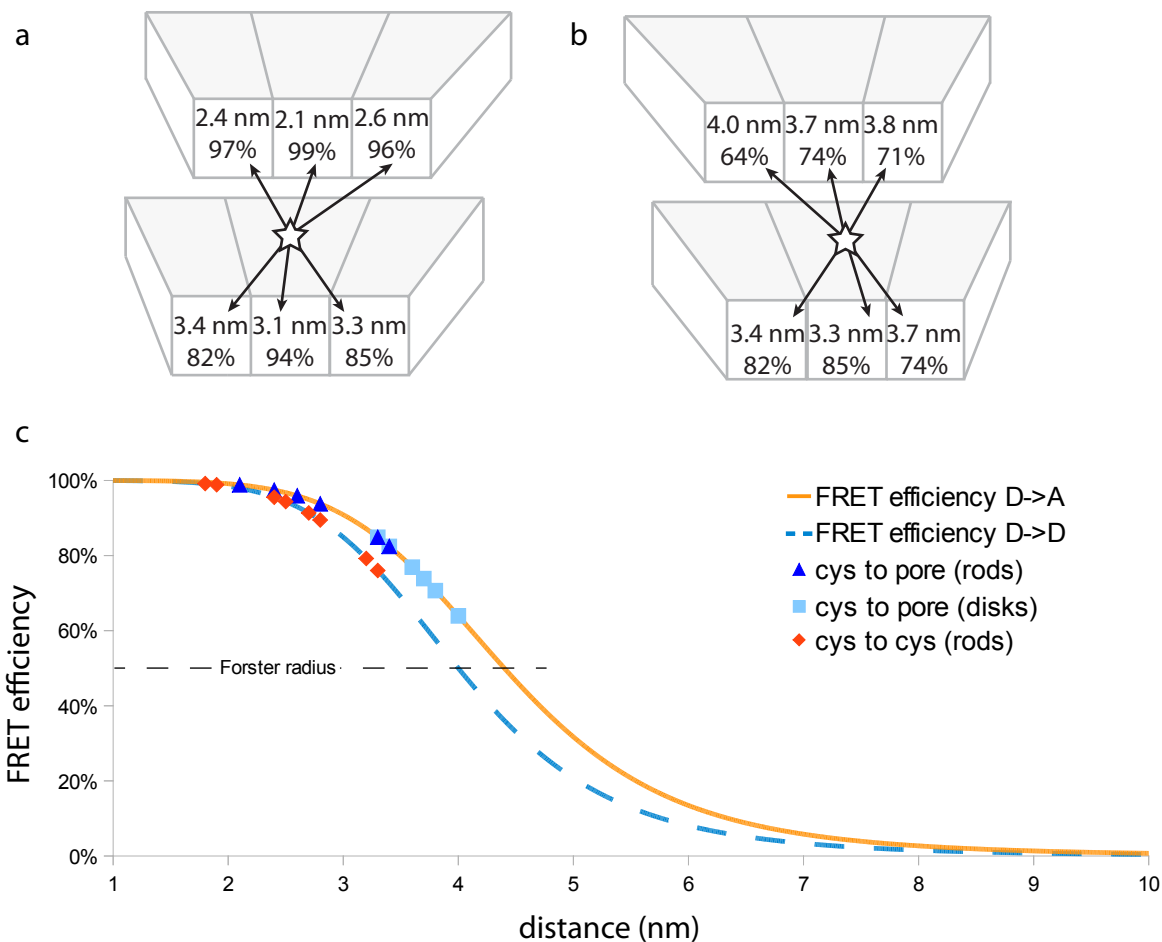 a
2.4 nm 2.1 nm 2.6 nm
97% 99% 96%
3.4 nm 3.1 nm 3.3 nm
82% 94% 85%
b
4.0 nm 3.7 nm 3.8 nm
64% 74% 71%
3.4 nm 3.3 nm 3.7 nm
82% 85% 74%
c
FRET efficiency
100%
80%
60%
40%
20%
0%
Forster radius
FRET efficiency D->A
FRET efficiency D->D
cys to pore (rods)
cys to pore (disks)
cys to cys (rods)
1 2 3 4 5 6 7 8 9 10
distance (nm)